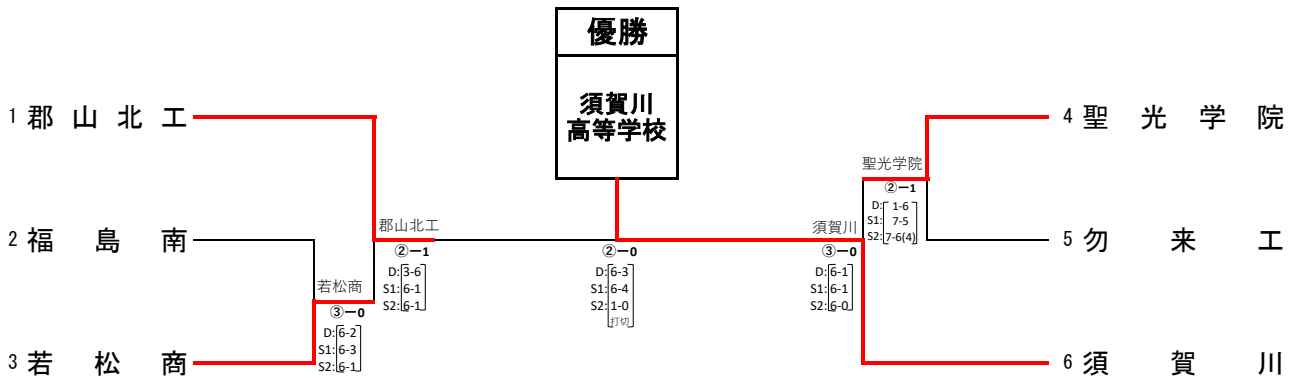 優勝
須賀川
高等学校
1 郡山北工
2 福島南
3 若松商
若松商
③ー0
D: 6-2
S1: 6-3
S2: 6-1
郡山北工
②ー1
D: 3-6
S1: 6-1
S2: 6-1
②ー0
D: 6-3
S1: 6-4
S2: 1-0
打切
須賀川
③ー0
D: 6-1
S1: 6-1
S2: 6-0
聖光学院
②ー1
D: 1-6
S1: 7-5
S2: 7-6(4)
4 聖光学院
5 勿来工
6 須賀川